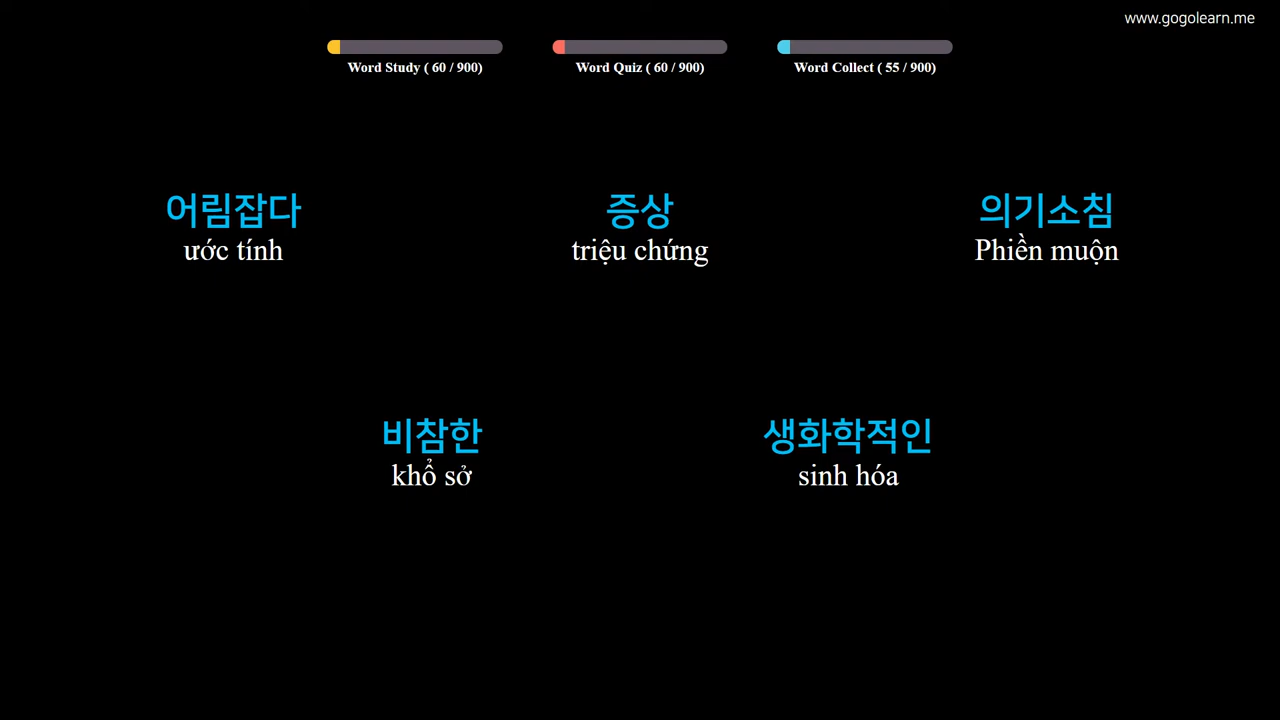 www.gogolearn.me
Word Study ( 60 / 900)
Word Quiz ( 60 / 900)
Word Collect ( 55 / 900)
어림잡다
ước tính
증상
triệu chứng
의기소침
Phiền muộn
비참한
khổ sở
생화학적인
sinh hóa